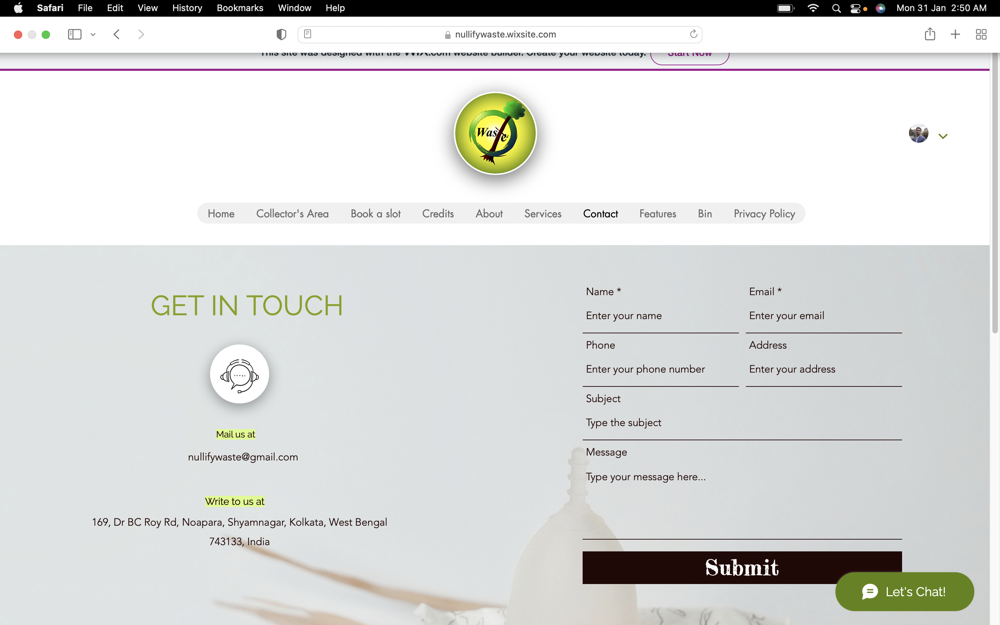 Safari File Edit View History Bookmarks Window Help Mon 31 Jan 2:50 AM
nullifywaste.wixsite.com
This site was designed with the WiX.com website builder. Create your website today. Start Now
Waste
Home Collector's Area Book a slot Credits About Services Contact Features Bin Privacy Policy
GET IN TOUCH
Mail us at
nullifywaste@gmail.com
Write to us at
169, Dr BC Roy Rd, Noapara, Shyamnagar, Kolkata, West Bengal
743133, India
Name * Email *
Enter your name Enter your email
Phone Address
Enter your phone number Enter your address
Subject
Type the subject
Message
Type your message here...
Submit
Let's Chat!